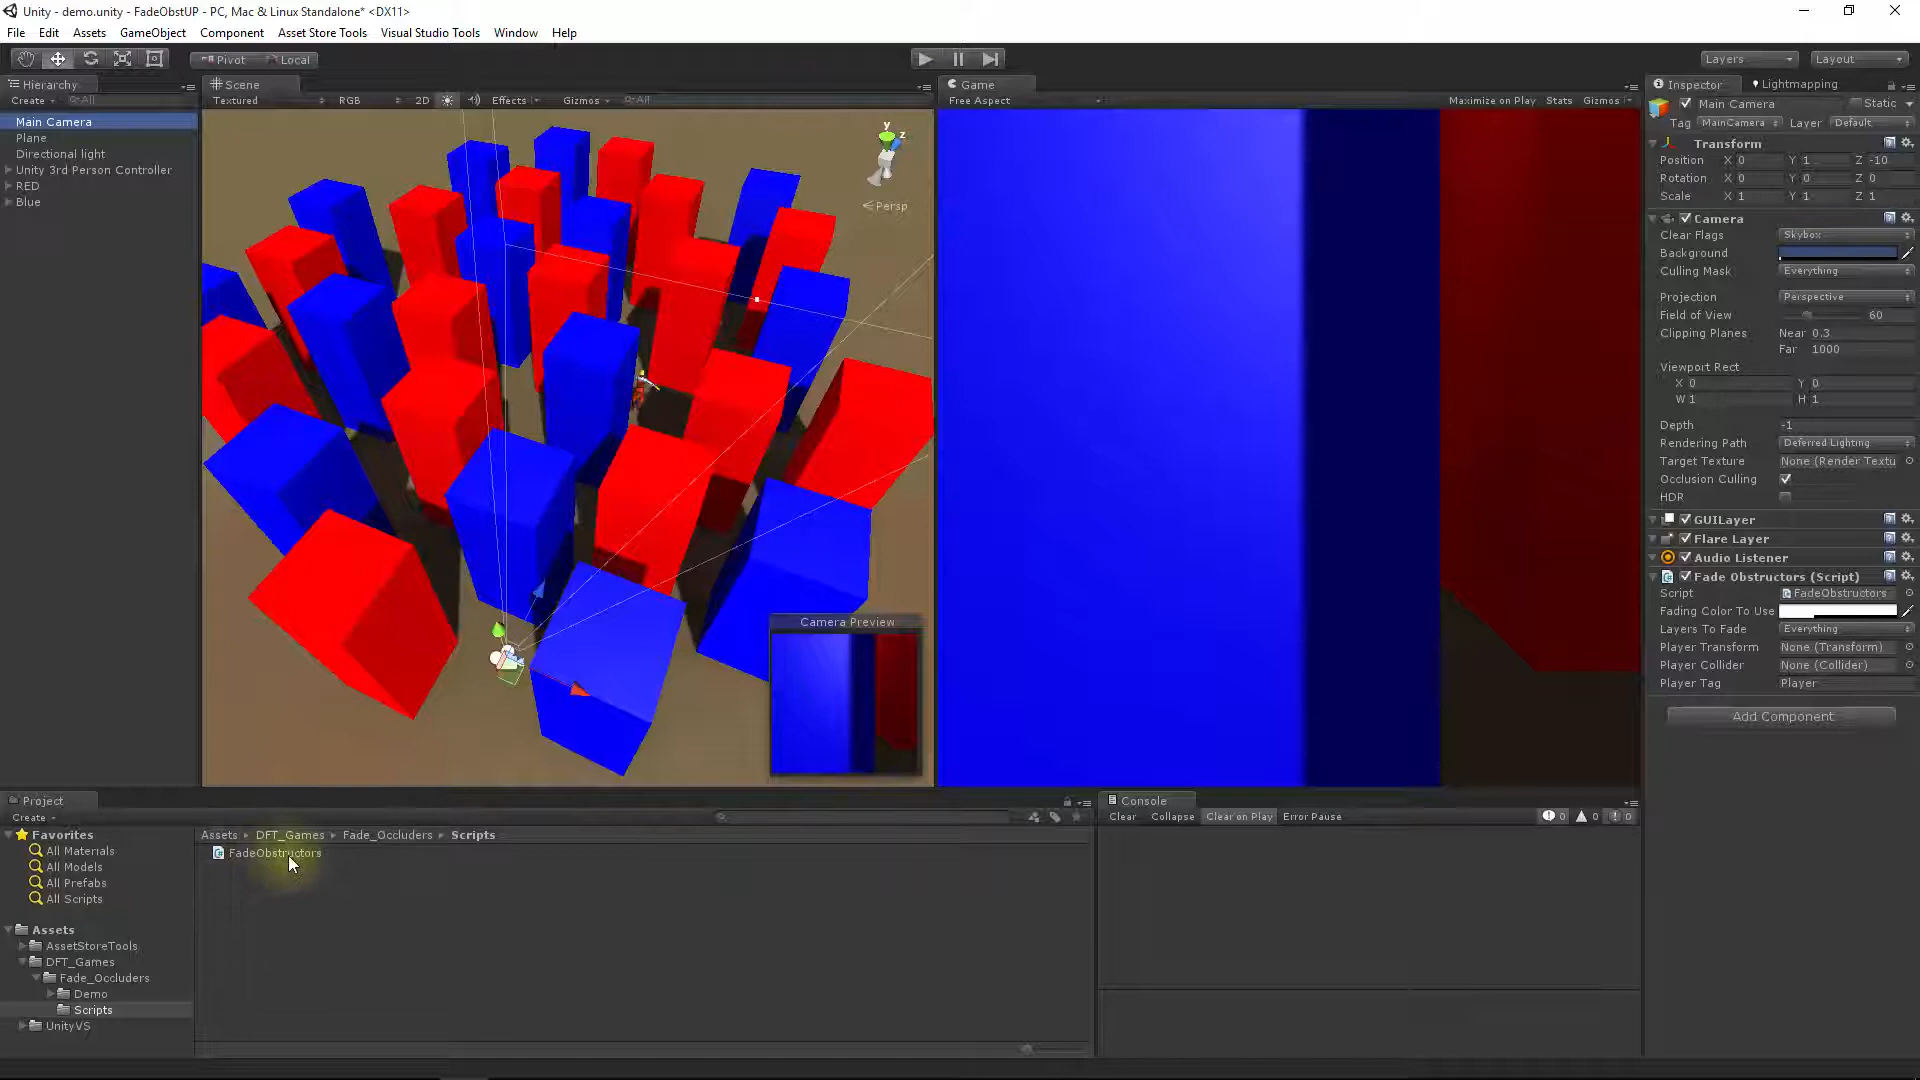 Unity - demo.unity - FadeObstUP - PC, Mac & Linux Standalone* <DX11>
File Edit Assets GameObject Component Asset Store Tools Visual Studio Tools Window Help
Pivot Local Layers Layout
Hierarchy
Create All
Main Camera
Plane
Directional light
Unity 3rd Person Controller
RED
Blue
Scene
Textured RGB 2D Effects Gizmos All
y
z
Persp
Camera Preview
Game
Free Aspect Maximize on Play Stats Gizmos
Inspector Lightmapping
Main Camera Static
Tag MainCamera Layer Default
Transform
Position X 0 Y 1 Z -10
Rotation X 0 Y 0 Z 0
Scale X 1 Y 1 Z 1
Camera
Clear Flags Skybox
Background
Culling Mask Everything
Projection Perspective
Field of View 60
Clipping Planes Near 0.3
Far 1000
Viewport Rect
X 0 Y 0
W 1 H 1
Depth -1
Rendering Path Deferred Lighting
Target Texture None (Render Textu
Occlusion Culling
HDR
GUILayer
Flare Layer
Audio Listener
Fade Obstructors (Script)
Script FadeObstructors
Fading Color To Use
Layers To Fade Everything
Player Transform None (Transform)
Player Collider None (Collider)
Player Tag Player
Add Component
Project
Create
Favorites
All Materials
All Models
All Prefabs
All Scripts
Assets
AssetStoreTools
DFT_Games
Fade_Occluders
Demo
Scripts
UnityVS
Assets DFT_Games Fade_Occluders Scripts
FadeObstructors
Console
Clear Collapse Clear on Play Error Pause 0 0 0